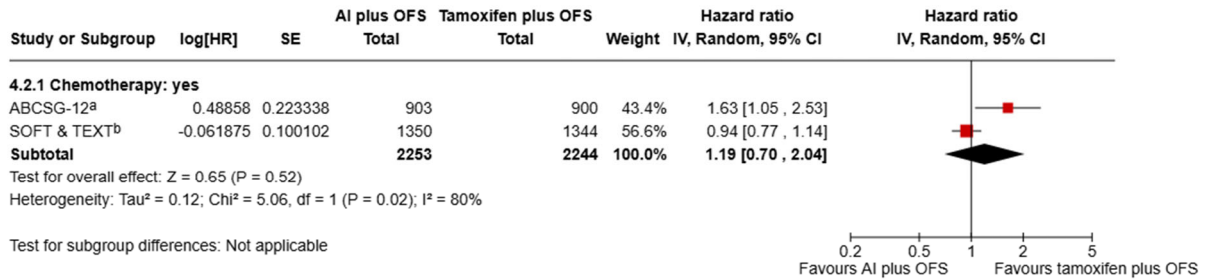 AI plus OFS Tamoxifen plus OFS Hazard ratio Hazard ratio
Study or Subgroup log[HR] SE Total Total Weight IV, Random, 95% CI IV, Random, 95% CI
4.2.1 Chemotherapy: yes
ABCSG-12a 0.48858 0.223338 903 900 43.4% 1.63 [1.05 , 2.53]
SOFT & TEXTb -0.061875 0.100102 1350 1344 56.6% 0.94 [0.77 , 1.14]
Subtotal 2253 2244 100.0% 1.19 [0.70 , 2.04]
Test for overall effect: Z = 0.65 (P = 0.52)
Heterogeneity: Tau² = 0.12; Chi² = 5.06, df = 1 (P = 0.02); I² = 80%
Test for subgroup differences: Not applicable
0.2 0.5 1 2 5
Favours AI plus OFS Favours tamoxifen plus OFS